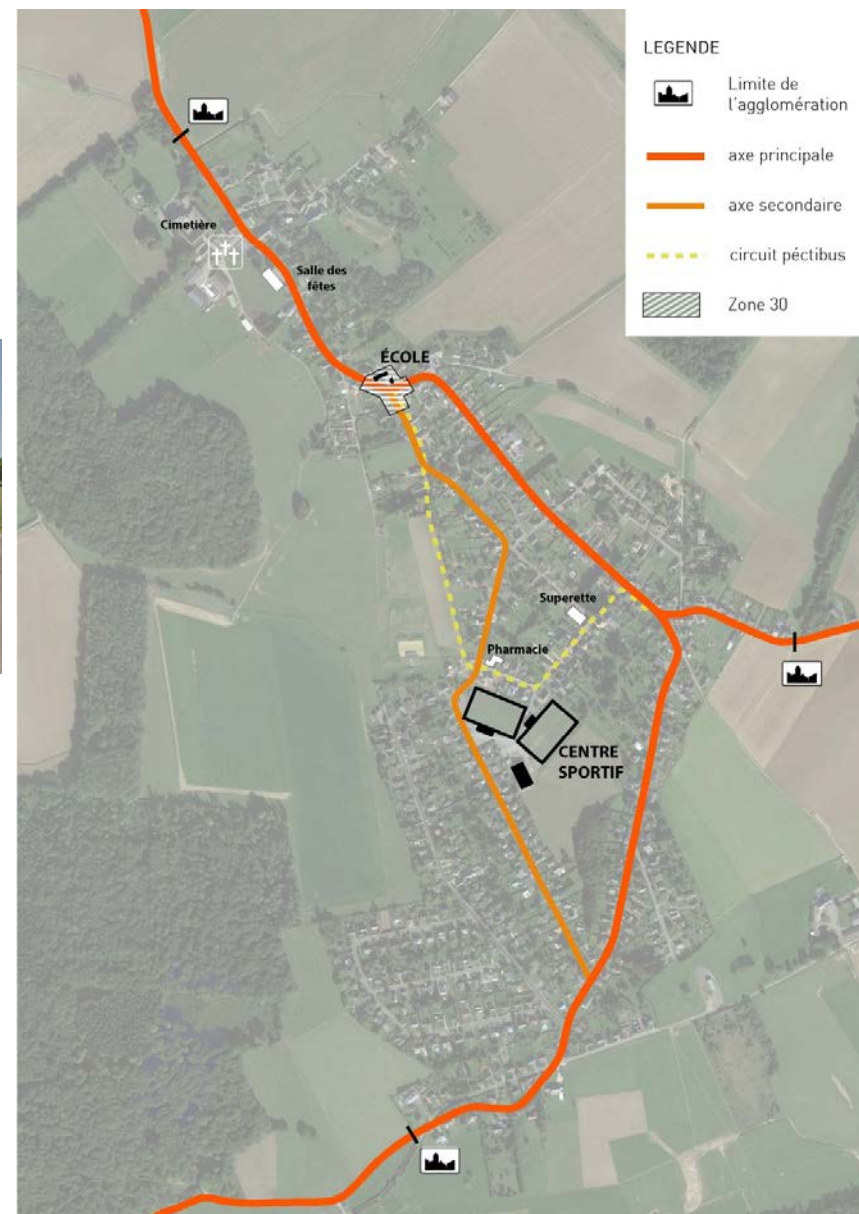 LEGENDE
Limite de
l'agglomération
axe principale
axe secondaire
circuit péctibus
Zone 30
Cimetière
Salle des
fêtes
ÉCOLE
Superette
Pharmacie
CENTRE
SPORTIF